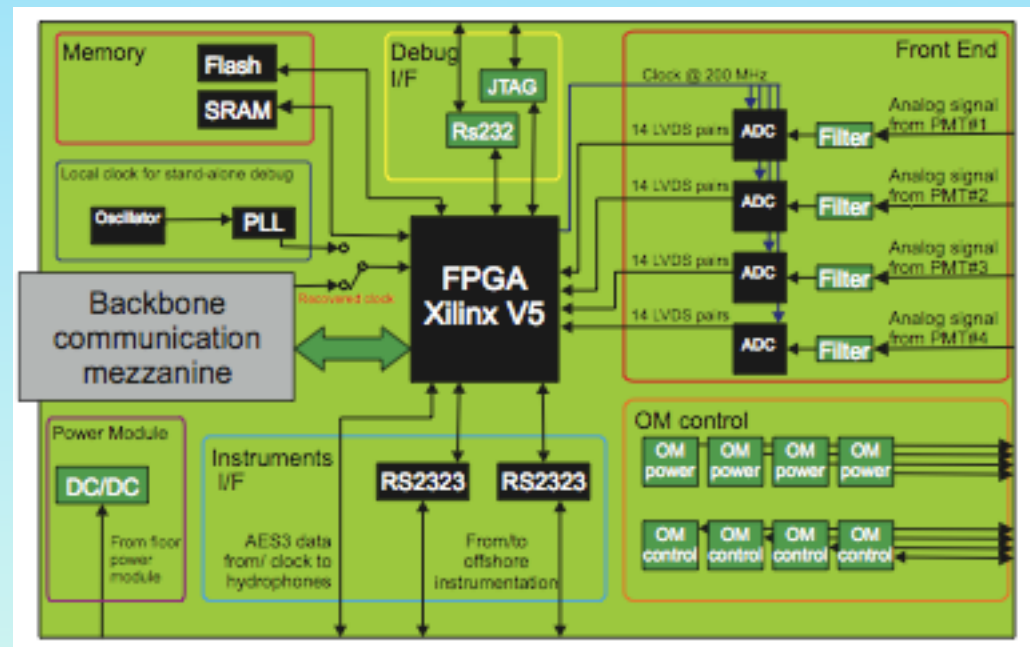 Memory
Flash
SRAM
Debug
I/F
JTAG
Rs232
Front End
Clock @ 200 MHz
14 LVDS pairs
ADC
Filter
Analog signal
from PMT#1
14 LVDS pairs
ADC
Filter
Analog signal
from PMT#2
14 LVDS pairs
ADC
Filter
Analog signal
from PMT#3
14 LVDS pairs
ADC
Filter
Analog signal
from PMT#4
Local clock for stand-alone debug
Oscillator
PLL
Recovered clock
FPGA
Xilinx V5
Backbone
communication
mezzanine
Power Module
DC/DC
From floor
power
module
Instruments
I/F
RS2323
RS2323
AES3 data
from/ clock to
hydrophones
From/to
offshore
instrumentation
OM control
OM
power
OM
power
OM
power
OM
power
OM
control
OM
control
OM
control
OM
control